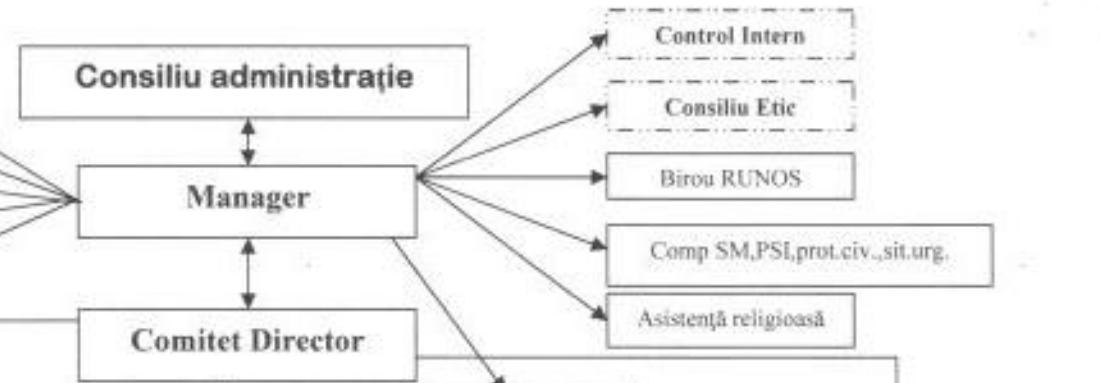 Control Intern
Consiliu administrație
Consiliu Etic
Birou RUNOS
Manager
Comp SM,PSI,prot.civ.,sit.urg.
Asistență religioasă
Comitet Director